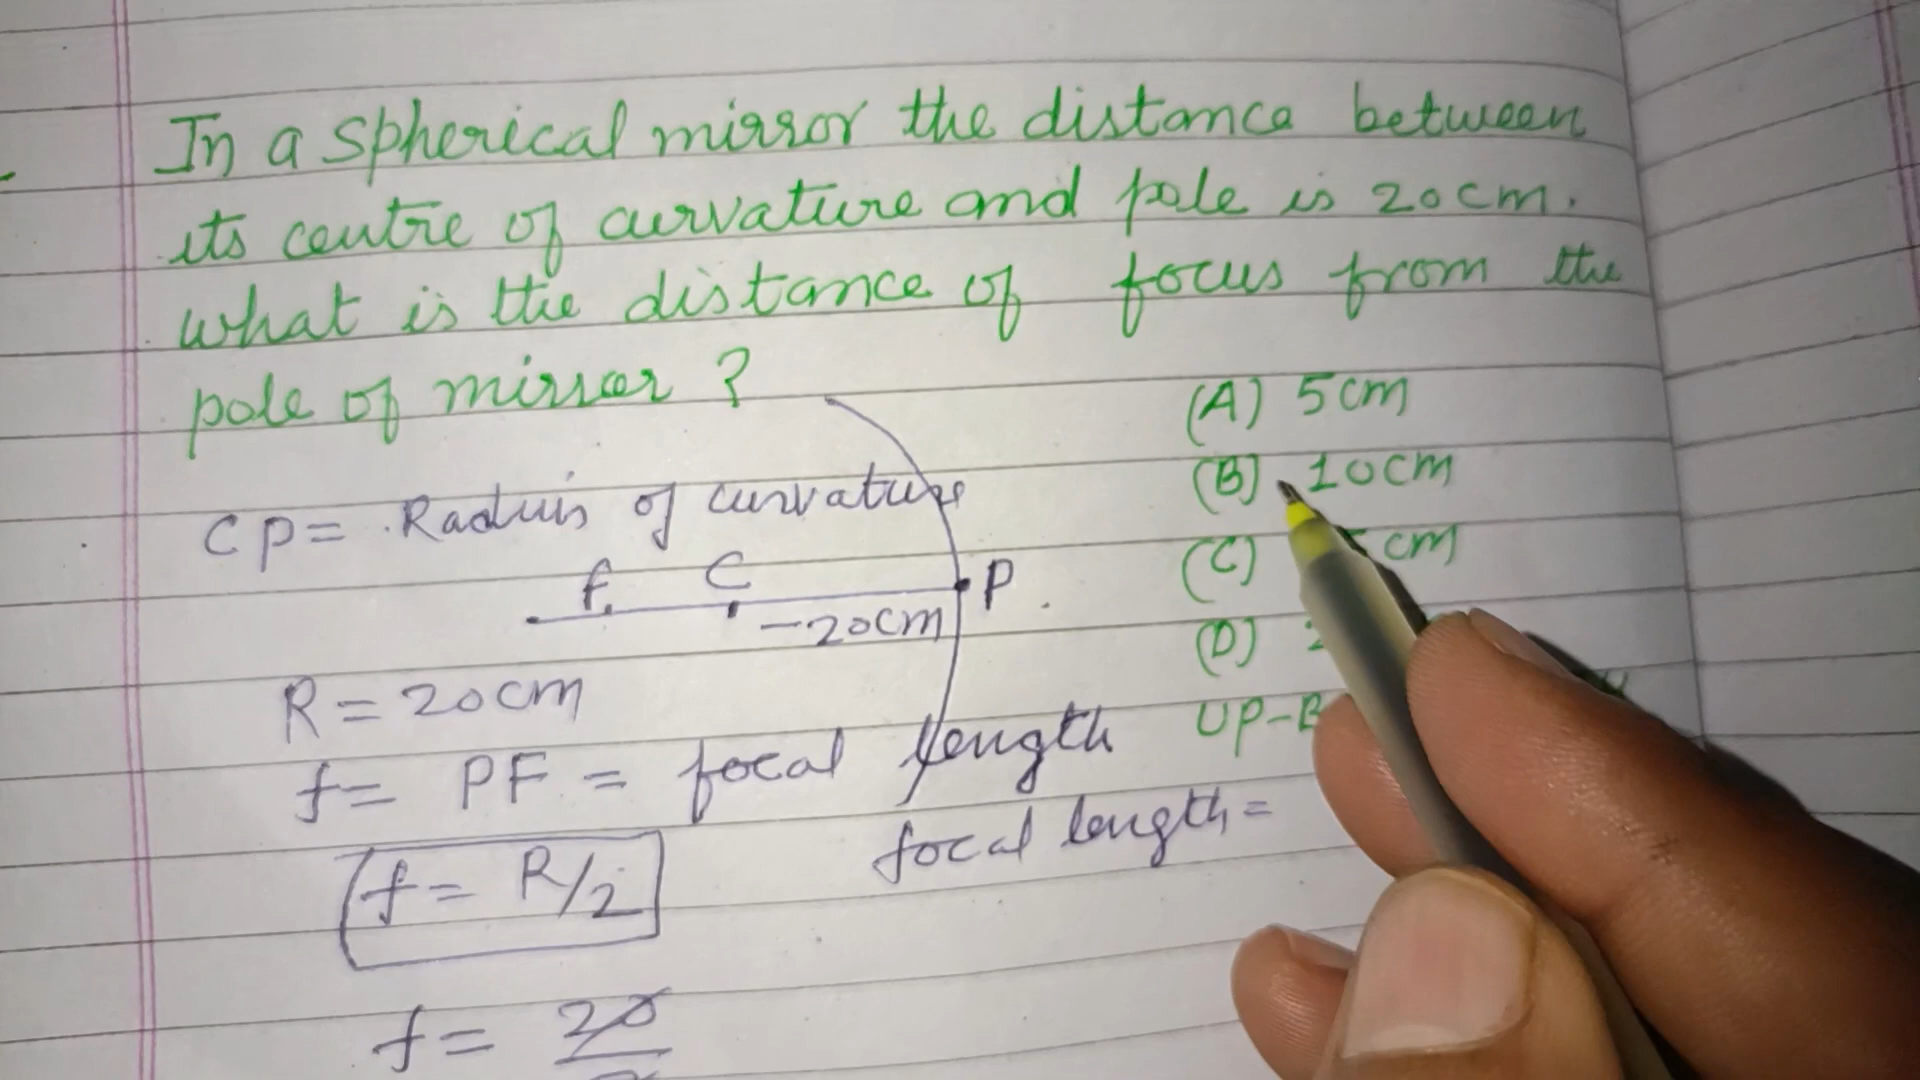 In a spherical mirror the distance between
its centre of curvature and pole is 20cm.
what is the distance of focus from the
pole of mirror ?
(A) 5cm
(B) 10cm
(C) cm
(D)
UP-B
CP = Radius of curvature
f C P
-20cm
R = 20cm
f = PF = focal length
focal length =
f = R/2
f = 20